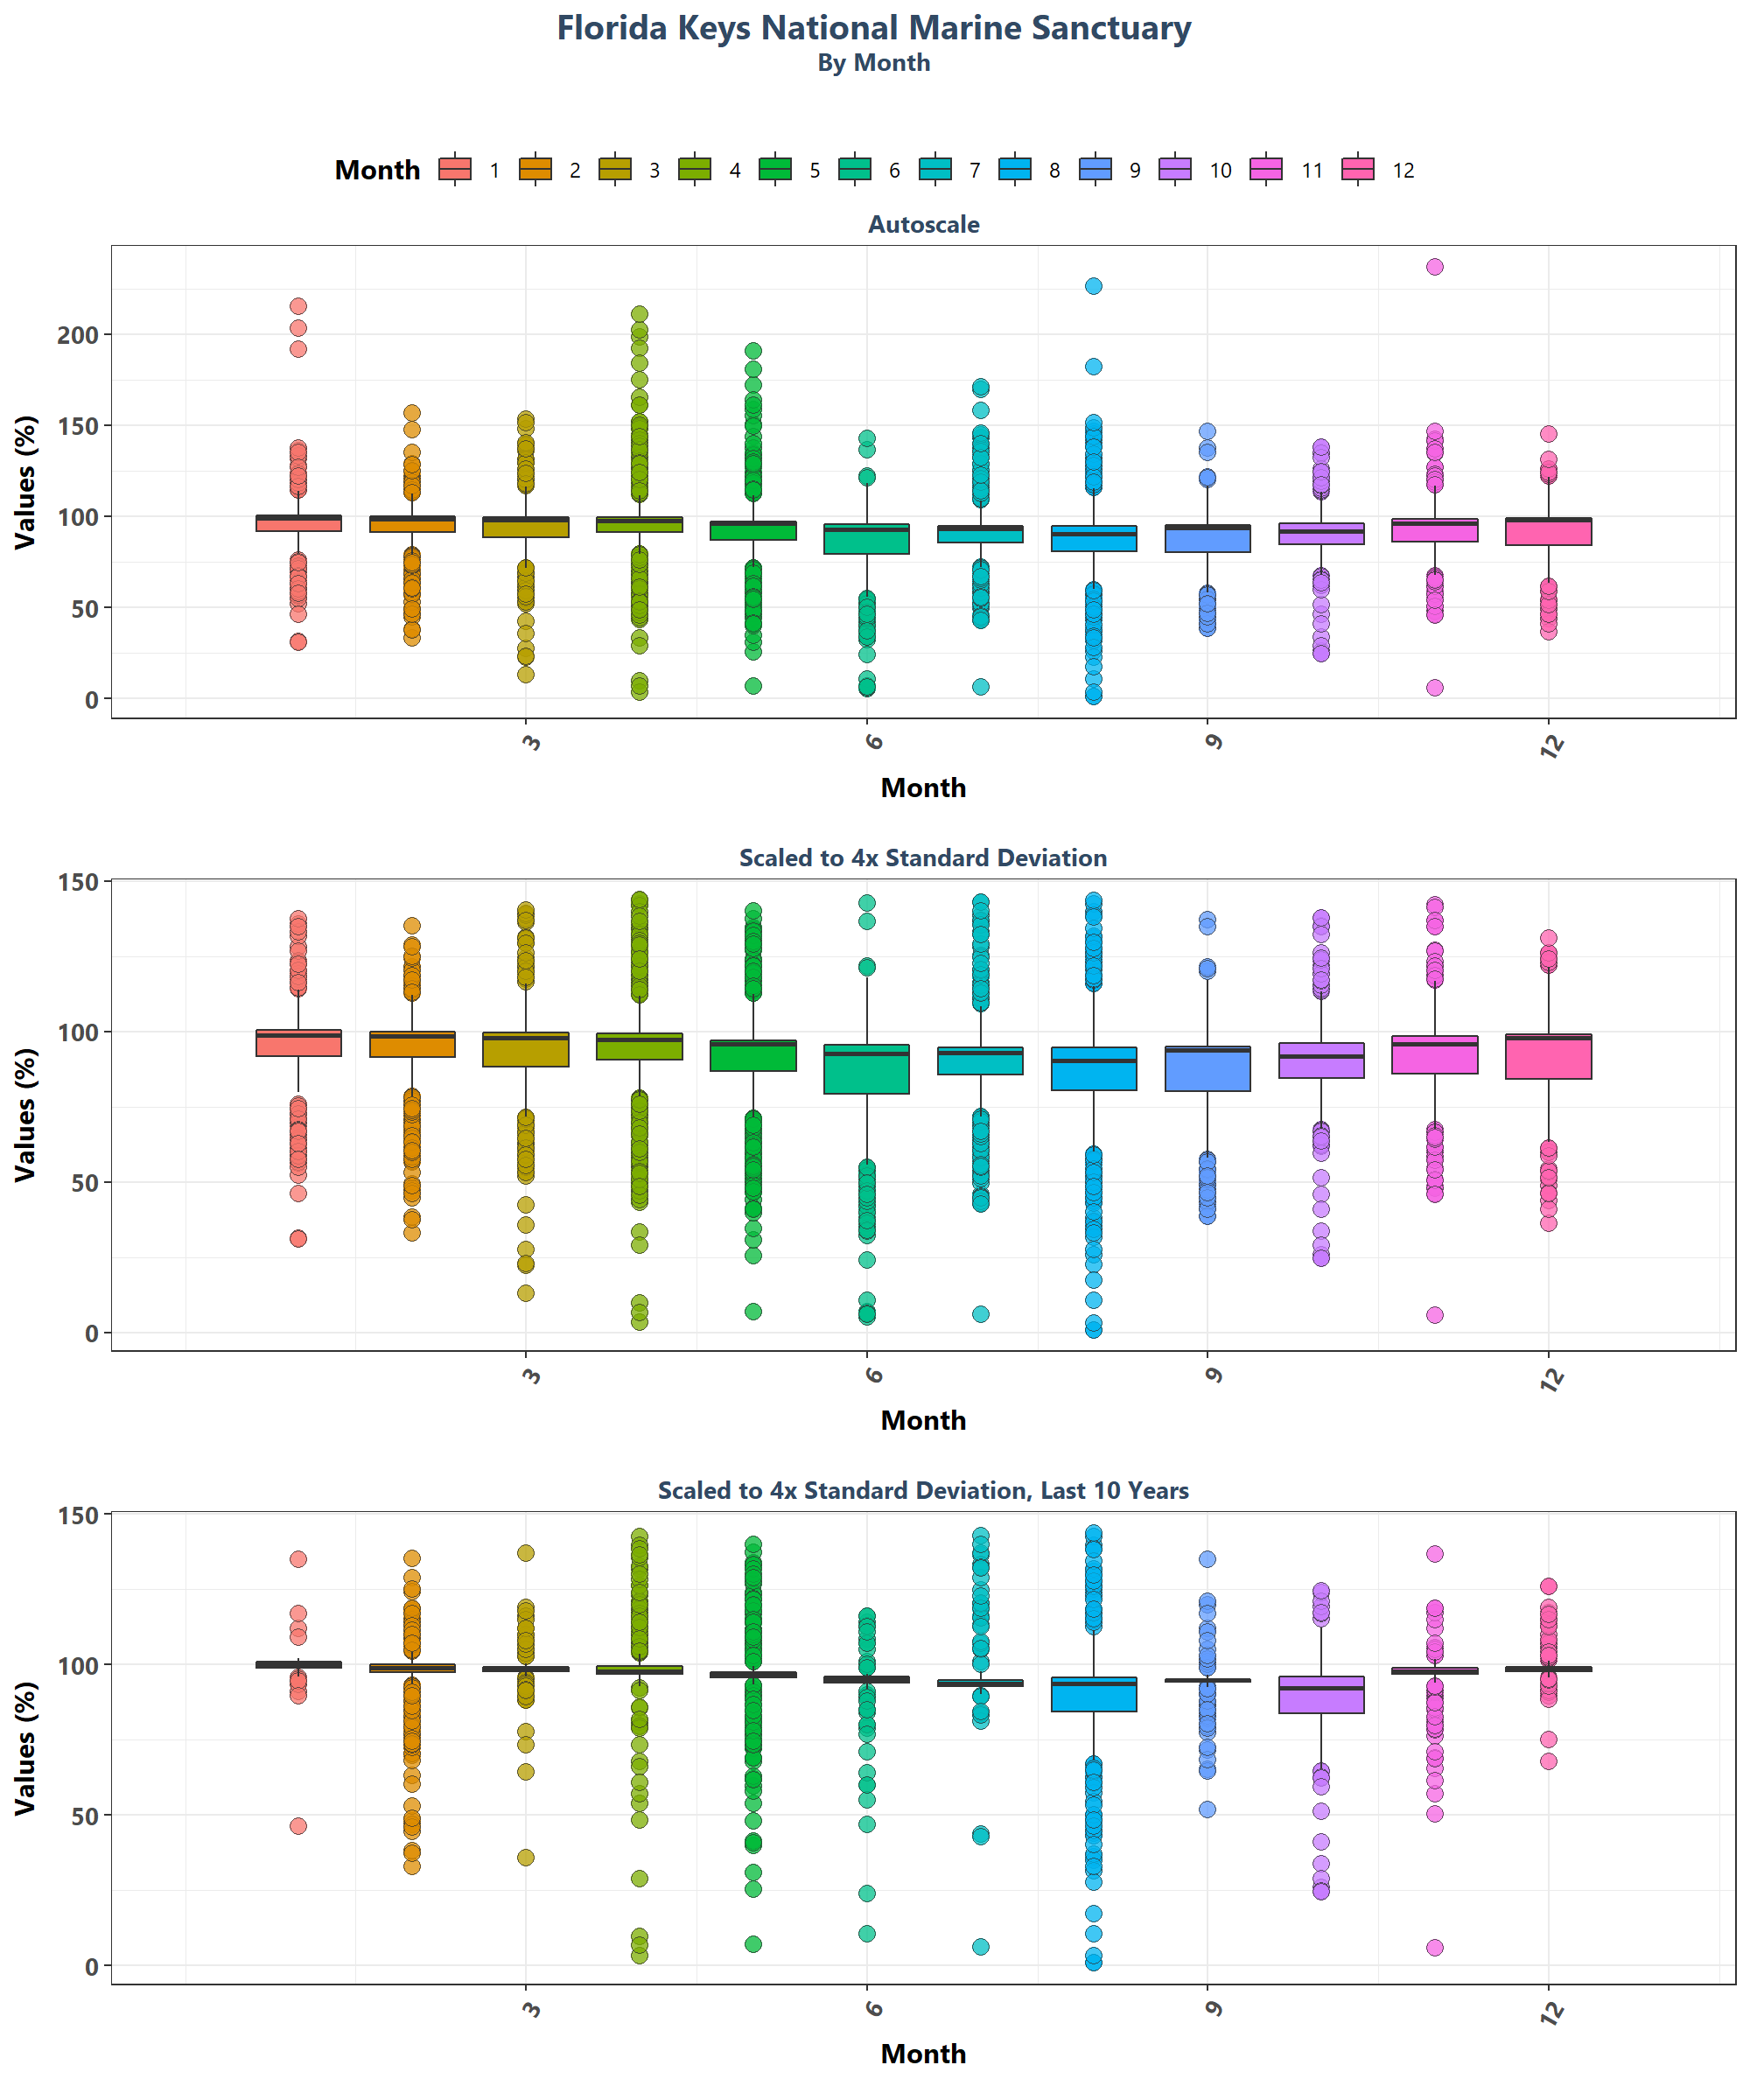 Florida Keys National Marine Sanctuary
By Month
Month 1 2 3 4 5 6 7 8 9 10 11 12
Autoscale
Values (%)
200
150
100
50
0
3 6 9 12
Month
Scaled to 4x Standard Deviation
Values (%)
150
100
50
0
3 6 9 12
Month
Scaled to 4x Standard Deviation, Last 10 Years
Values (%)
150
100
50
0
3 6 9 12
Month